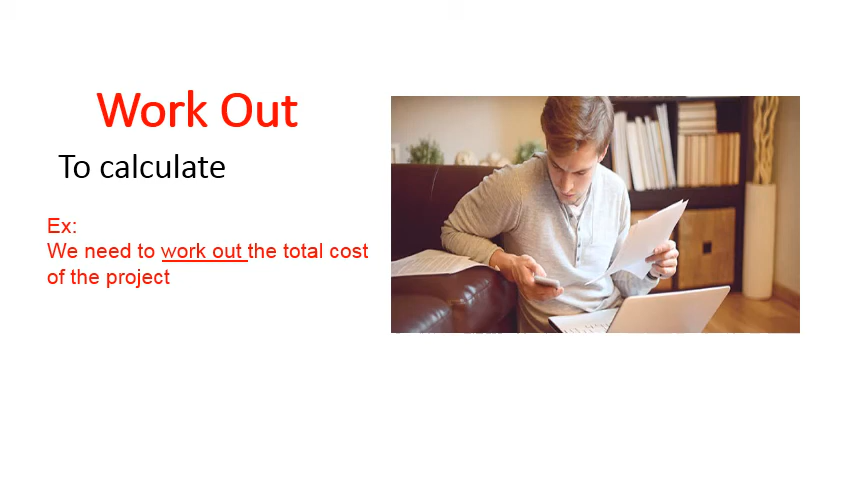 Work Out
To calculate
Ex:
We need to work out the total cost
of the project